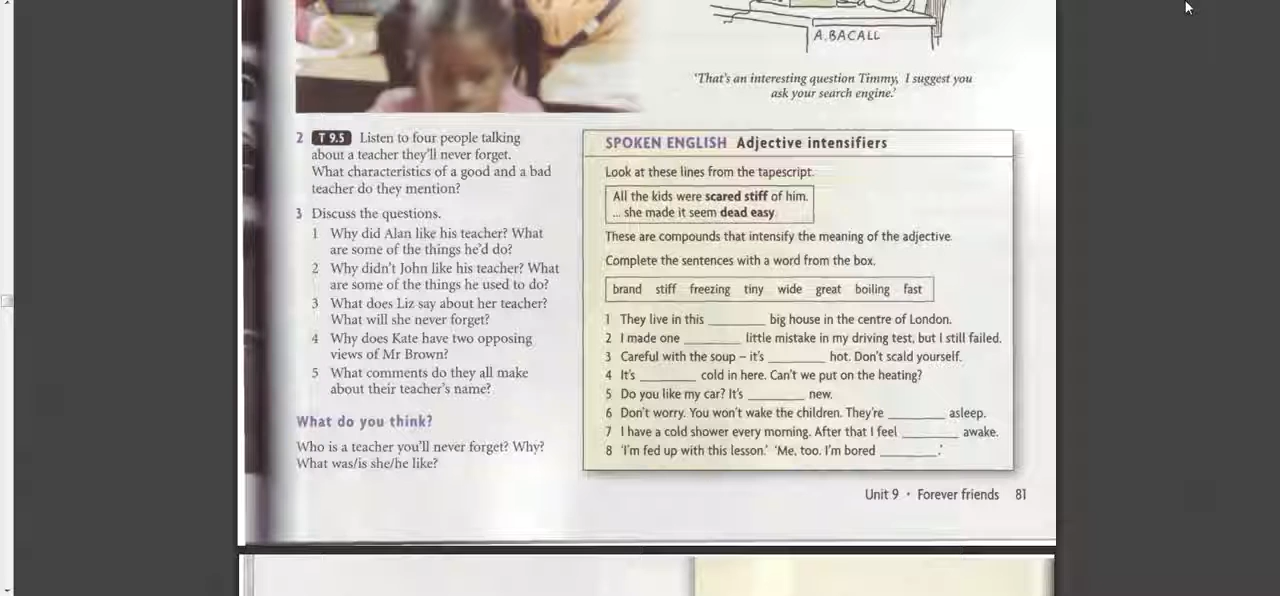 A.BACALL
'That's an interesting question Timmy, I suggest you
ask your search engine.'
2 T 9.5 Listen to four people talking
about a teacher they'll never forget.
What characteristics of a good and a bad
teacher do they mention?
3 Discuss the questions.
1 Why did Alan like his teacher? What
are some of the things he'd do?
2 Why didn't John like his teacher? What
are some of the things he used to do?
3 What does Liz say about her teacher?
What will she never forget?
4 Why does Kate have two opposing
views of Mr Brown?
5 What comments do they all make
about their teacher's name?
What do you think?
Who is a teacher you'll never forget? Why?
What was/is she/he like?
SPOKEN ENGLISH Adjective intensifiers
Look at these lines from the tapescript.
All the kids were scared stiff of him.
... she made it seem dead easy.
These are compounds that intensify the meaning of the adjective.
Complete the sentences with a word from the box.
brand stiff freezing tiny wide great boiling fast
1 They live in this ________ big house in the centre of London.
2 I made one ________ little mistake in my driving test, but I still failed.
3 Careful with the soup – it's ________ hot. Don't scald yourself.
4 It's ________ cold in here. Can't we put on the heating?
5 Do you like my car? It's ________ new.
6 Don't worry. You won't wake the children. They're ________ asleep.
7 I have a cold shower every morning. After that I feel ________ awake.
8 'I'm fed up with this lesson.' 'Me, too. I'm bored ________.'
Unit 9 • Forever friends 81